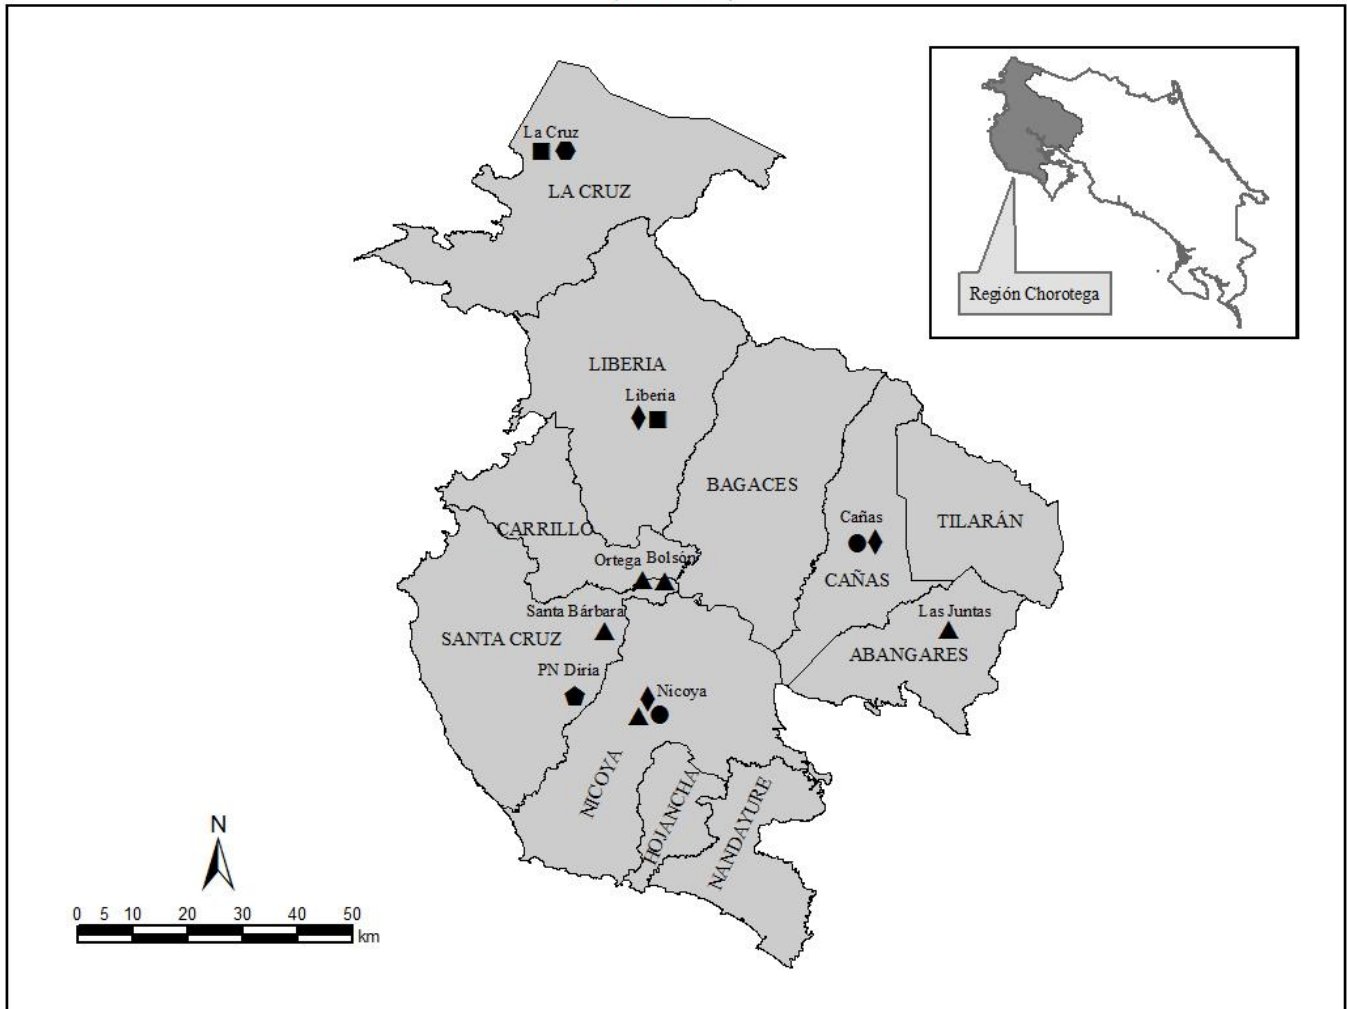 La Cruz
LA CRUZ
Región Chorotega
LIBERIA
Liberia
BAGACES
Cañas
TILARÁN
CARRILLO
Ortega Bolsón
CAÑAS
Santa Bárbara
Las Juntas
SANTA CRUZ
ABANGARES
PN Diria
Nicoya
NICOYA
HOJANCHA
NANDAYURE
N
0 5 10 20 30 40 50
km